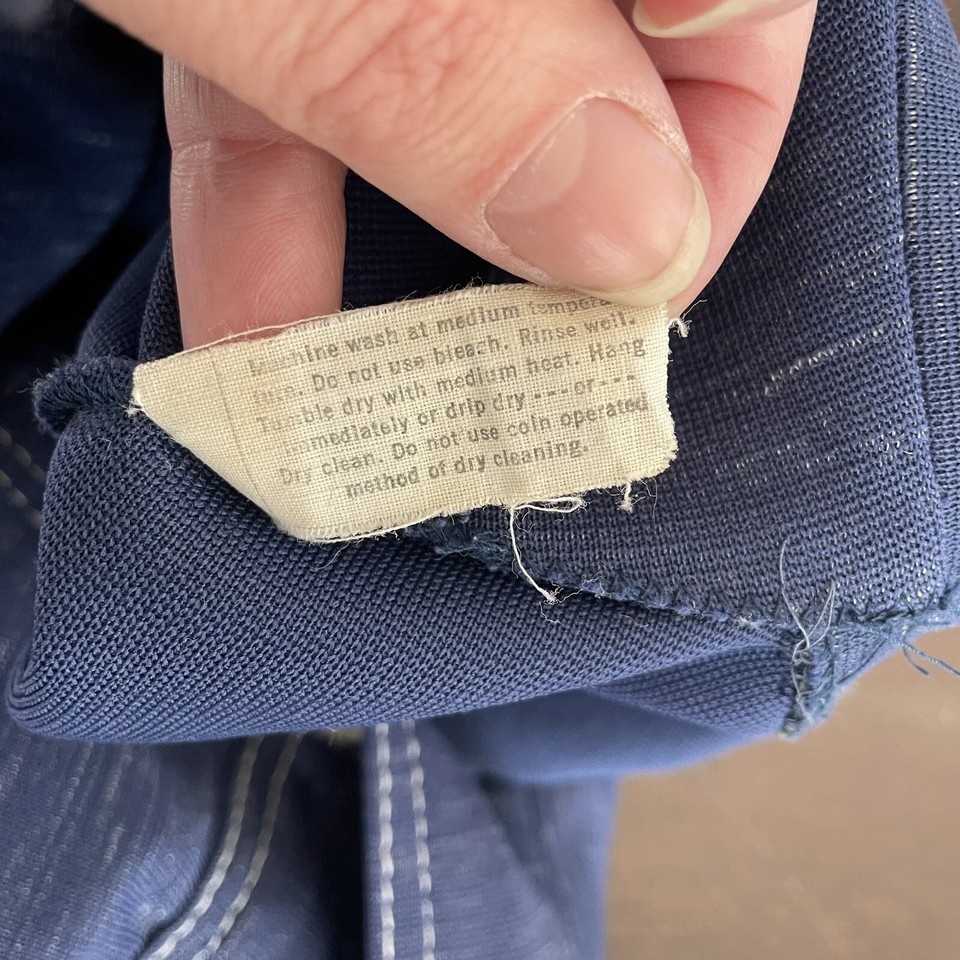 Machine wash at medium tempera-
ture. Do not use bleach. Rinse well.
Tumble dry with medium heat. Hang
immediately or drip dry ---or---
Dry clean. Do not use coin operated
method of dry cleaning.